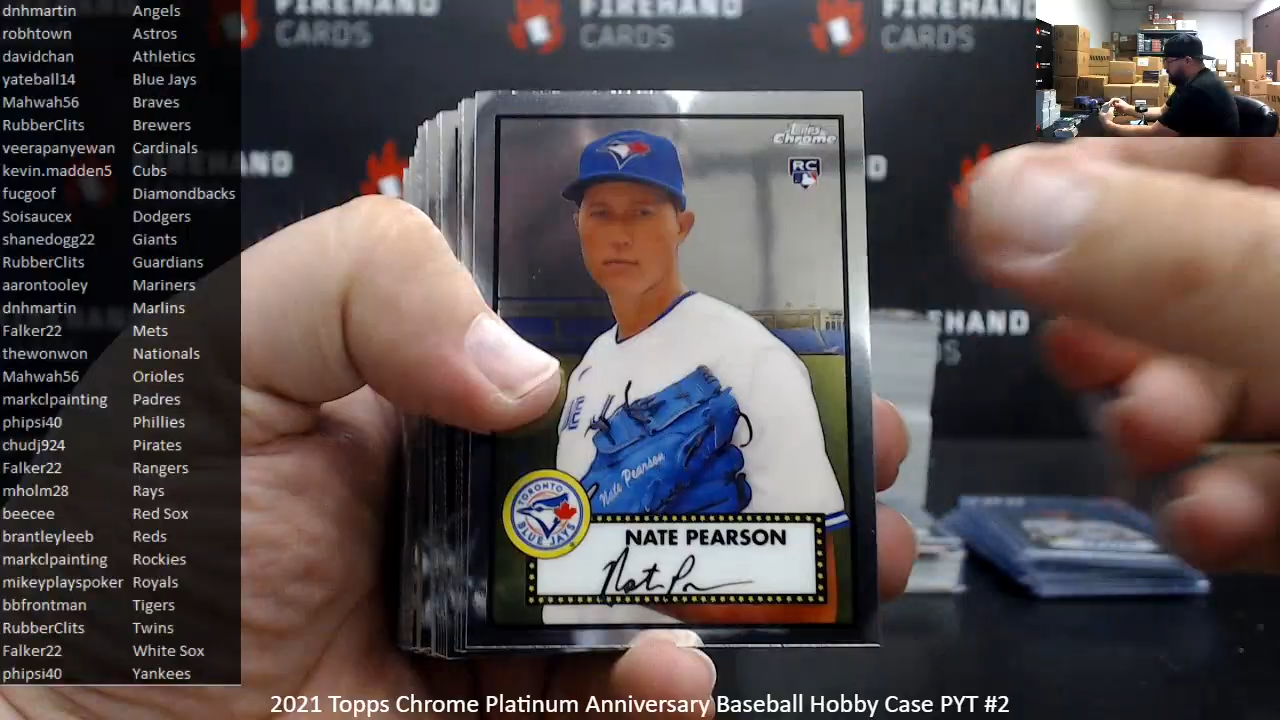 dnhmartin Angels
robhtown Astros
davidchan Athletics
yateball14 Blue Jays
Mahwah56 Braves
RubberClits Brewers
veerapanyewan Cardinals
kevin.madden5 Cubs
fucgoof Diamondbacks
Soisaucex Dodgers
shanedogg22 Giants
RubberClits Guardians
aarontooley Mariners
dnhmartin Marlins
Falker22 Mets
thewonwon Nationals
Mahwah56 Orioles
markclpainting Padres
phipsi40 Phillies
chudj924 Pirates
Falker22 Rangers
mholm28 Rays
beecee Red Sox
brantleyleeb Reds
markclpainting Rockies
mikeyplayspoker Royals
bbfrontman Tigers
RubberClits Twins
Falker22 White Sox
phipsi40 Yankees
FIREHAND
CARDS
FIREHAND
CARDS
FIREHAND
CARDS
Topps
Chrome
RC
Nate Pearson
TORONTO
BLUE JAYS
NATE PEARSON
2021 Topps Chrome Platinum Anniversary Baseball Hobby Case PYT #2